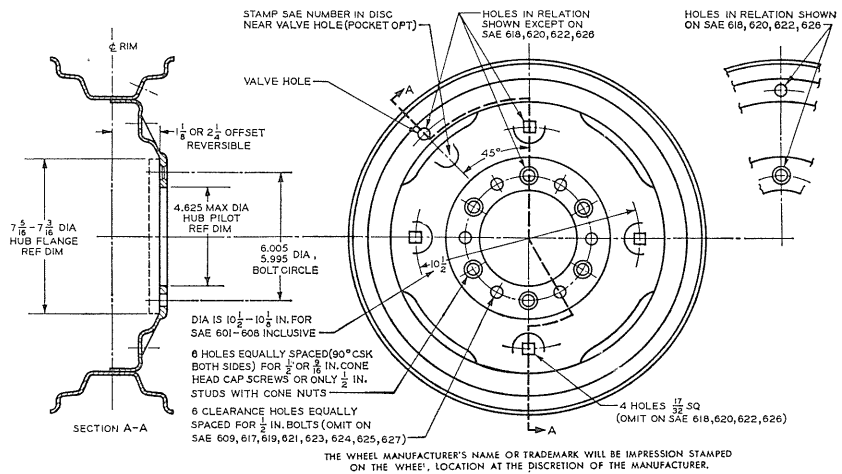 STAMP SAE NUMBER IN DISC
NEAR VALVE HOLE (POCKET OPT)
HOLES IN RELATION
SHOWN EXCEPT ON
SAE 618,620,622,626
HOLES IN RELATION SHOWN
ON SAE 618, 620, 622, 626
℄ RIM
VALVE HOLE
A
45°
1 1/8 OR 2 1/4 OFFSET
REVERSIBLE
4.625 MAX DIA
HUB PILOT
REF DIM
7 5/16 - 7 3/16 DIA
HUB FLANGE
REF DIM
6.005
5.995 DIA,
BOLT CIRCLE
10 1/2
DIA IS 10 1/2 - 10 1/8 IN. FOR
SAE 601-608 INCLUSIVE
6 HOLES EQUALLY SPACED (90° CSK
BOTH SIDES) FOR 1/2 OR 9/16 IN. CONE
HEAD CAP SCREWS OR ONLY 1/2 IN.
STUDS WITH CONE NUTS
6 CLEARANCE HOLES EQUALLY
SPACED FOR 1/2 IN. BOLTS (OMIT ON
SAE 609, 617, 619, 621, 623, 624, 625, 627)
4 HOLES 17/32 SQ
(OMIT ON SAE 618,620,622,626)
SECTION A-A
A
THE WHEEL MANUFACTURER'S NAME OR TRADEMARK WILL BE IMPRESSION STAMPED
ON THE WHEE', LOCATION AT THE DISCRETION OF THE MANUFACTURER.